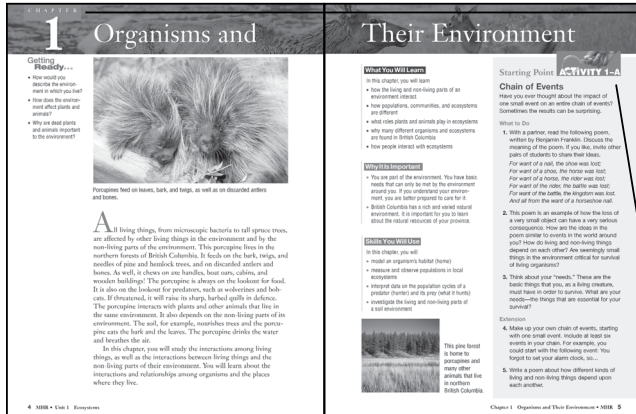 CHAPTER
1
Organisms and
Getting
Ready...
• How would you
describe the environ-
ment in which you live?
• How does the environ-
ment affect plants and
animals?
• Why are dead plants
and animals important
to the environment?
Porcupines feed on leaves, bark, and twigs, as well as on discarded antlers
and bones.
All living things, from microscopic bacteria to tall spruce trees,
are affected by other living things in the environment and by the
non-living parts of the environment. This porcupine lives in the
northern forests of British Columbia. It feeds on the bark, twigs, and
needles of pine and hemlock trees, and on discarded antlers and
bones. As well, it chews on axe handles, boat oars, cabins, and
wooden buildings! The porcupine is always on the lookout for food.
It is also on the lookout for predators, such as wolverines and bob-
cats. If threatened, it will raise its sharp, barbed quills in defence.
The porcupine interacts with plants and other animals that live in
the same environment. It also depends on the non-living parts of its
environment. The soil, for example, nourishes trees and the porcu-
pine eats the bark and the leaves. The porcupine drinks the water
and breathes the air.
In this chapter, you will study the interactions among living
things, as well as the interactions between living things and the
non-living parts of their environment. You will learn about the
interactions and relationships among organisms and the places
where they live.
4 MHR • Unit 1 Ecosystems
Their Environment
What You Will Learn
In this chapter, you will learn
• how the living and non-living parts of an
environment interact
• how populations, communities, and ecosystems
are different
• what roles plants and animals play in ecosystems
• why many different organisms and ecosystems
are found in British Columbia
• how people interact with ecosystems
Why It Is Important
• You are part of the environment. You have basic
needs that can only be met by the environment
around you. If you understand your environ-
ment, you are better prepared to care for it.
• British Columbia has a rich and varied natural
environment. It is important for you to learn
about the natural resources of your province.
Skills You Will Use
In this chapter, you will
• model an organism's habitat (home)
• measure and observe populations in local
ecosystems
• interpret data on the population cycles of a
predator (hunter) and its prey (what it hunts)
• investigate the living and non-living parts of
a soil environment
This pine forest
is home to
porcupines and
many other
animals that live
in northern
British Columbia.
Starting Point ACTIVITY 1-A
Chain of Events
Have you ever thought about the impact of
one small event on an entire chain of events?
Sometimes the results can be surprising.
What to Do
1. With a partner, read the following poem,
written by Benjamin Franklin. Discuss the
meaning of the poem. If you like, invite other
pairs of students to share their ideas.
For want of a nail, the shoe was lost;
For want of a shoe, the horse was lost;
For want of a horse, the rider was lost;
For want of the rider, the battle was lost;
For want of the battle, the kingdom was lost.
And all from the want of a horseshoe nail.
2. This poem is an example of how the loss of
a very small object can have a very serious
consequence. How are the ideas in the
poem similar to events in the world around
you? How do living and non-living things
depend on each other? Are seemingly small
things in the environment critical for survival
of living organisms?
3. Think about your "needs." These are the
basic things that you, as a living creature,
must have in order to survive. What are your
needs—the things that are essential for your
survival?
Extension
4. Make up your own chain of events, starting
with one small event. Include at least six
events in your chain. For example, you
could start with the following event: You
forgot to set your alarm clock, so...
5. Write a poem about how different kinds of
living and non-living things depend upon
each other.
Chapter 1 Organisms and Their Environment • MHR 5